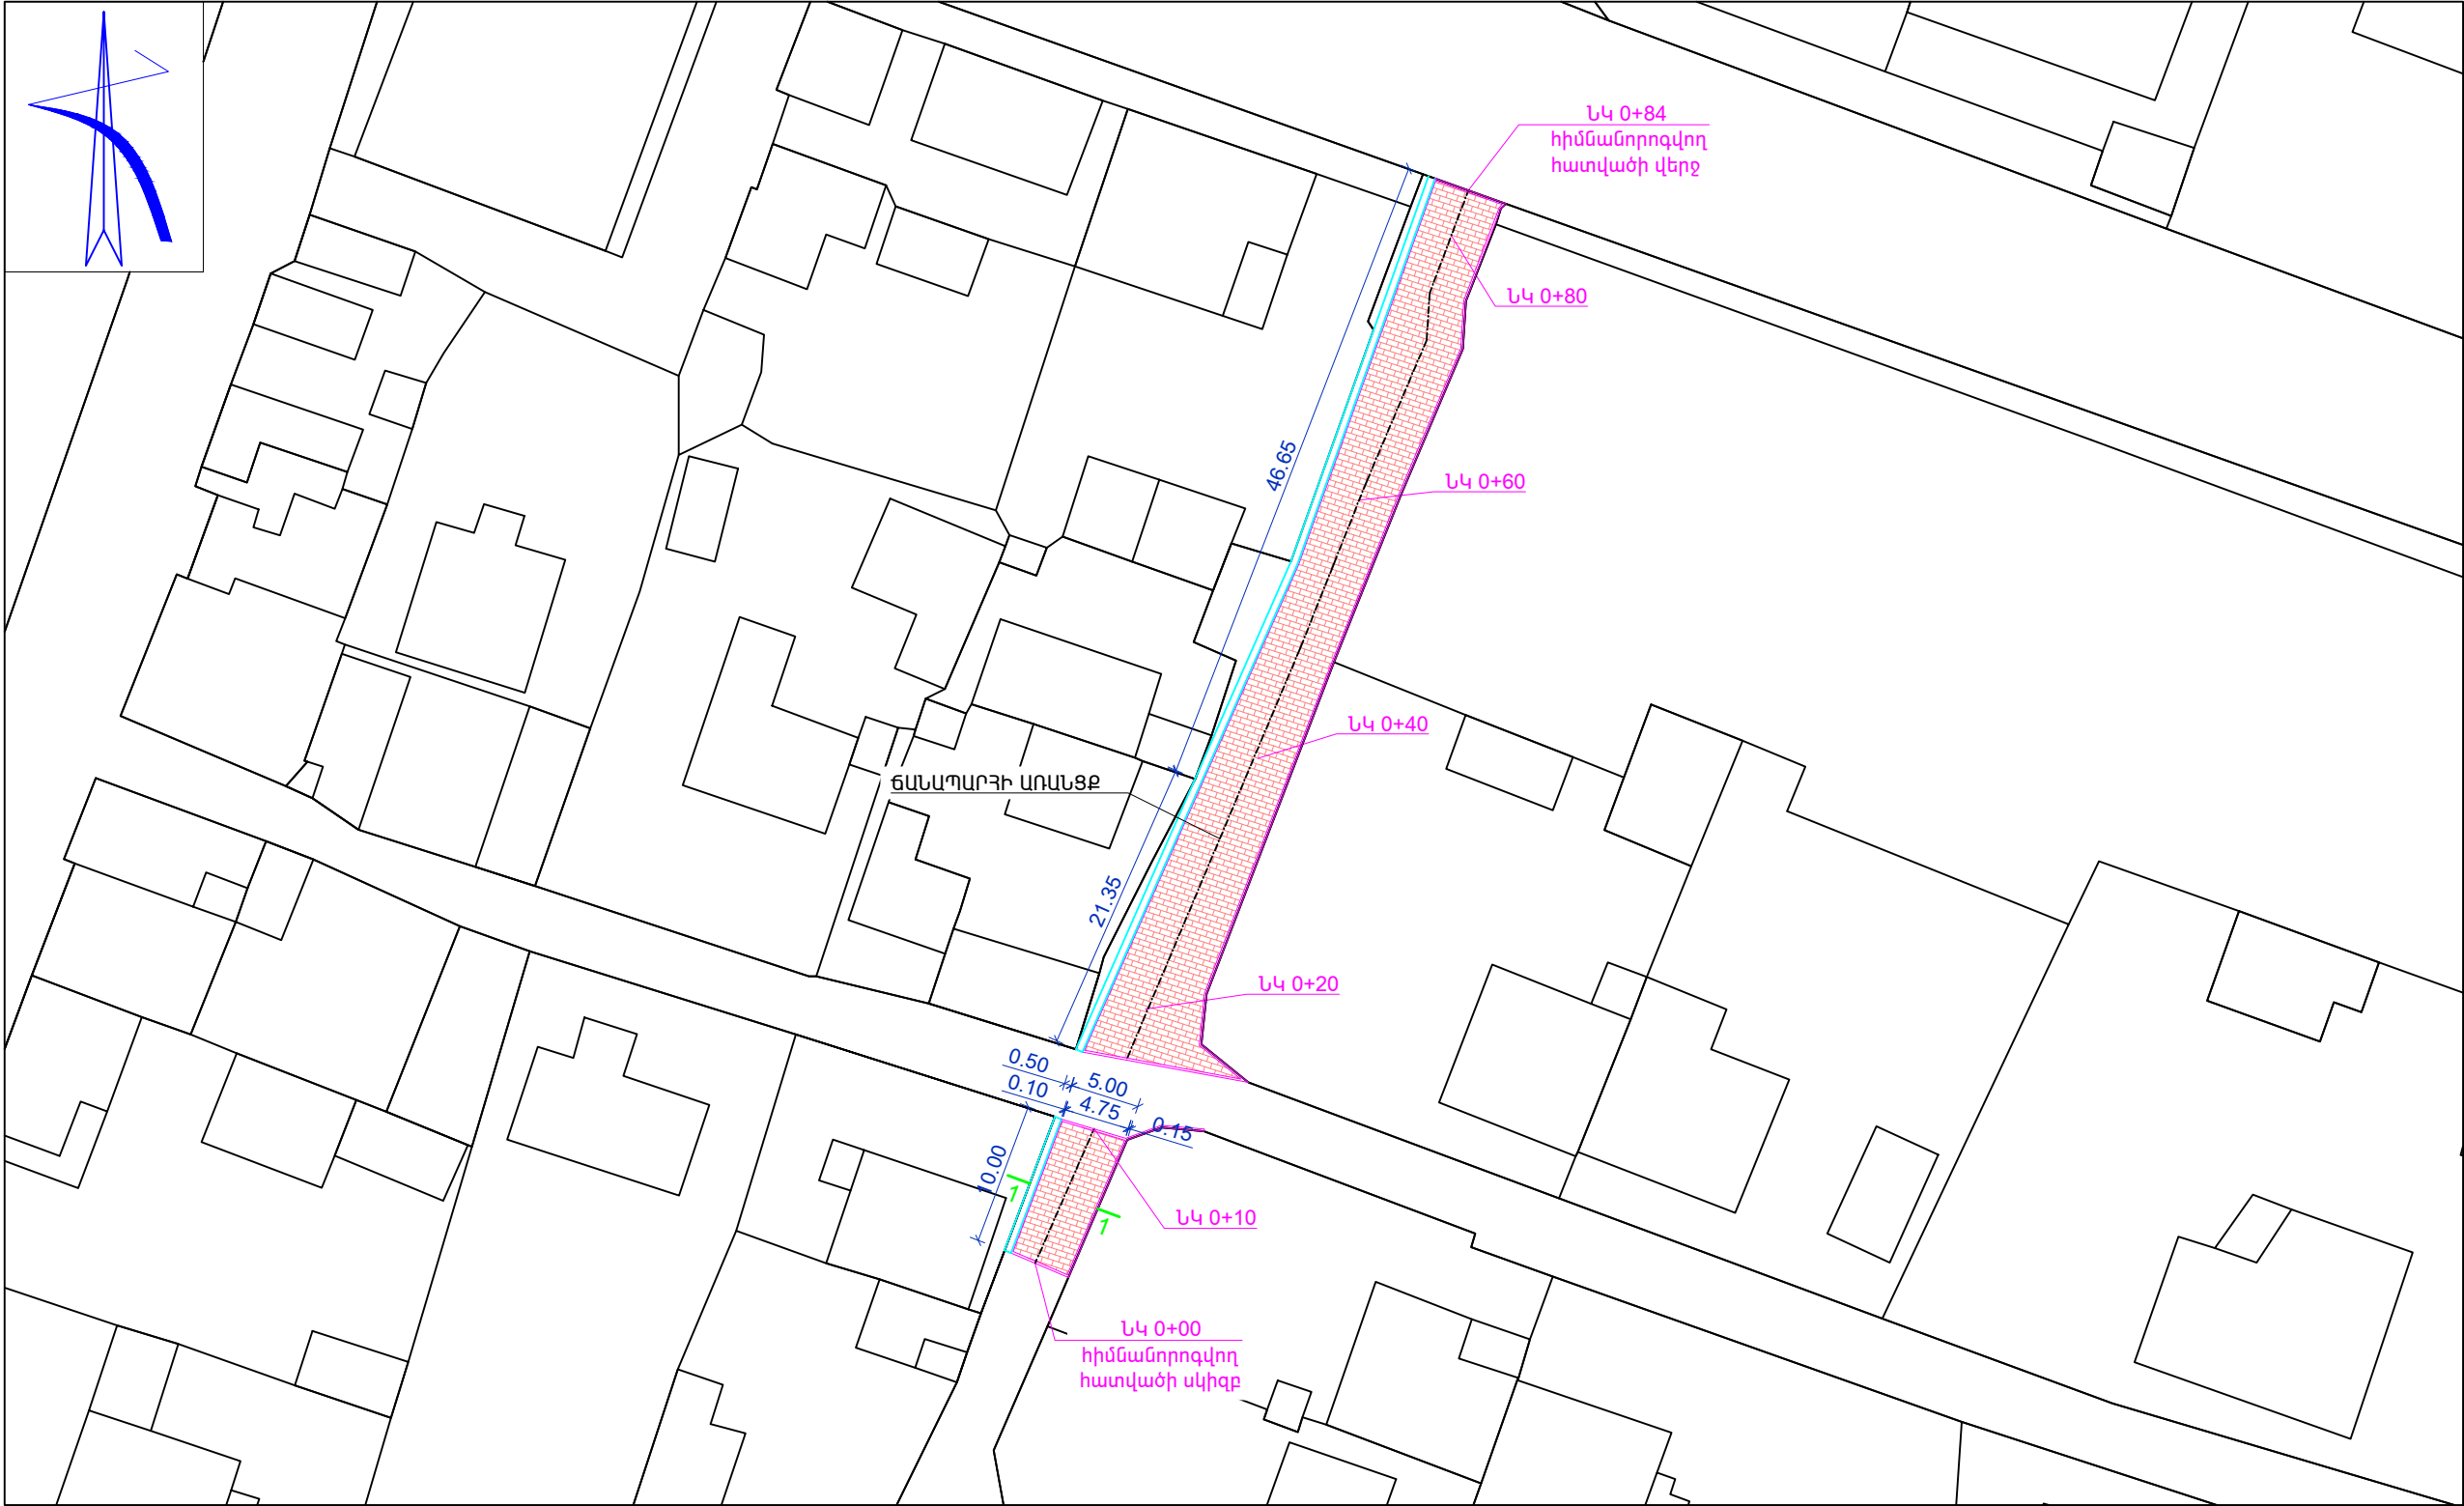 ՆԿ 0+84
հիմնանորոգվող
հատվածի վերջ
ՆԿ 0+80
46.65
ՆԿ 0+60
ՆԿ 0+40
ՃԱՆԱՊԱՐՀԻ ԱՌԱՆՑՔ
21.35
ՆԿ 0+20
0.50
5.00
0.10
4.75
0.15
10.00
1
1
ՆԿ 0+10
ՆԿ 0+00
հիմնանորոգվող
հատվածի սկիզբ